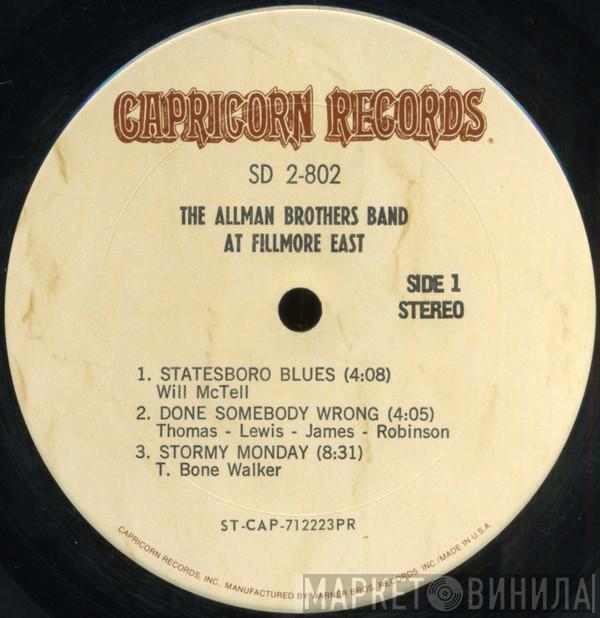 CAPRICORN RECORDS.
SD 2-802
THE ALLMAN BROTHERS BAND
AT FILLMORE EAST
SIDE 1
STEREO
1. STATESBORO BLUES (4:08)
Will McTell
2. DONE SOMEBODY WRONG (4:05)
Thomas - Lewis - James - Robinson
3. STORMY MONDAY (8:31)
T. Bone Walker
ST-CAP-712223PR
CAPRICORN RECORDS, INC., MANUFACTURED BY WARNER BROS. RECORDS, INC./MADE IN U.S.A.
МАРКЕТ ВИНИЛА